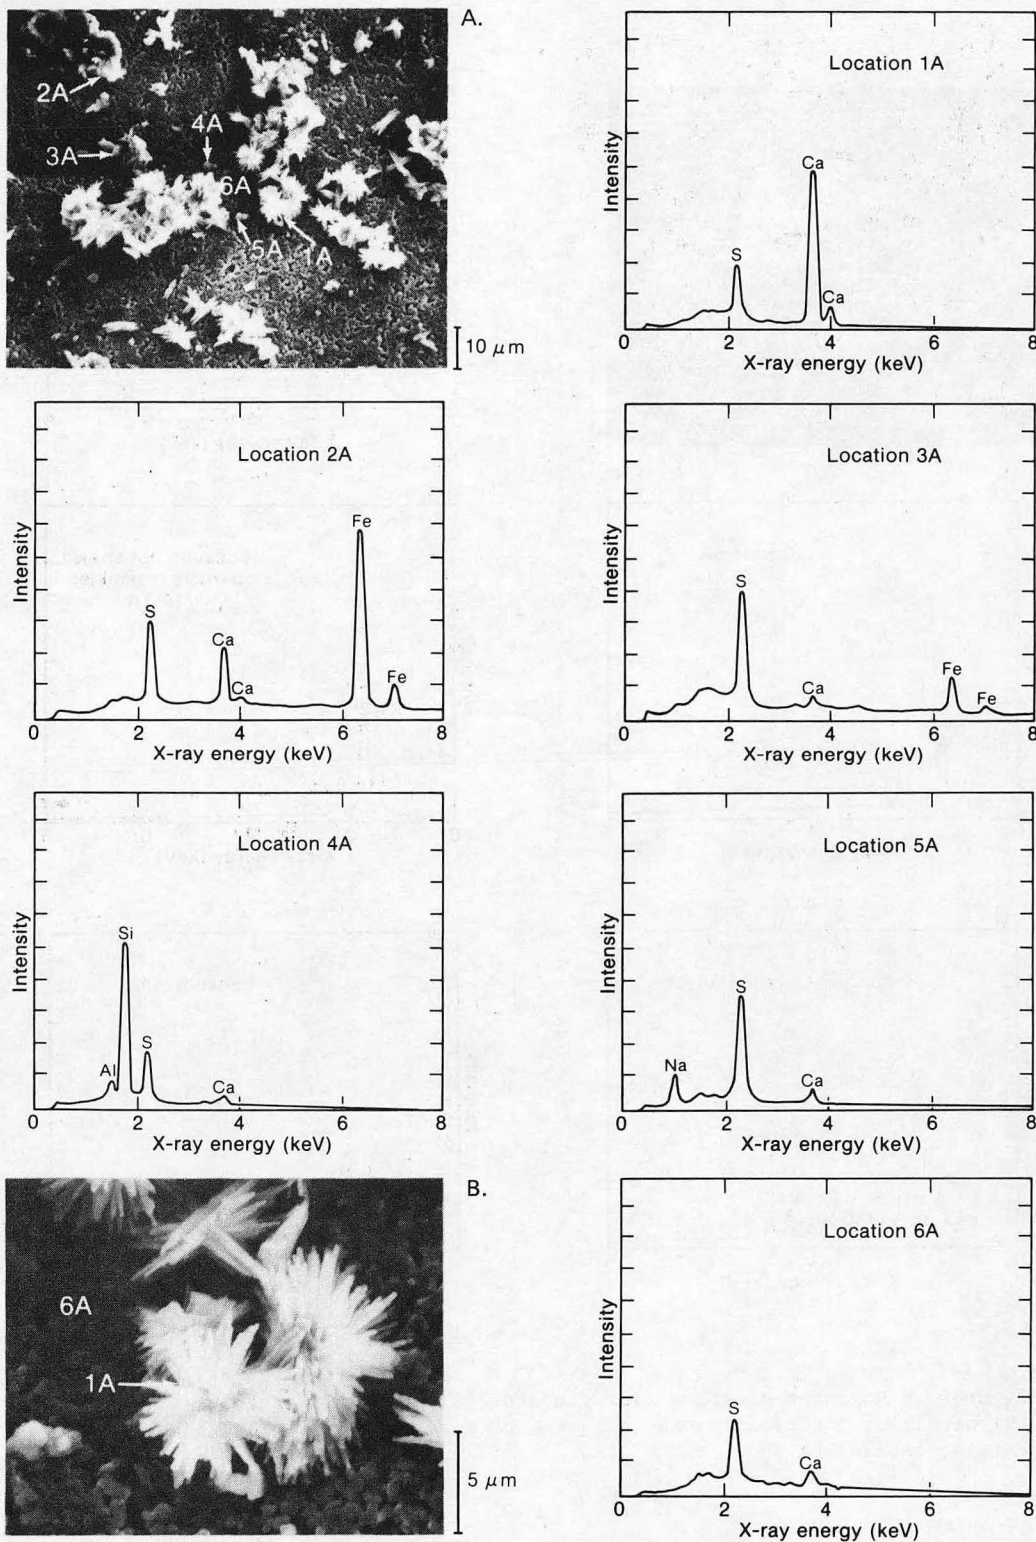 A.
2A
3A
4A
6A
5A
1A
10 μm
Location 1A
Intensity
S
Ca
Ca
0 2 4 6 8
X-ray energy (keV)
Location 2A
Intensity
S
Ca
Ca
Fe
Fe
0 2 4 6 8
X-ray energy (keV)
Location 3A
Intensity
S
Ca
Fe
Fe
0 2 4 6 8
X-ray energy (keV)
Location 4A
Intensity
Al
Si
S
Ca
0 2 4 6 8
X-ray energy (keV)
Location 5A
Intensity
Na
S
Ca
0 2 4 6 8
X-ray energy (keV)
B.
6A
1A
5 μm
Location 6A
Intensity
S
Ca
0 2 4 6 8
X-ray energy (keV)